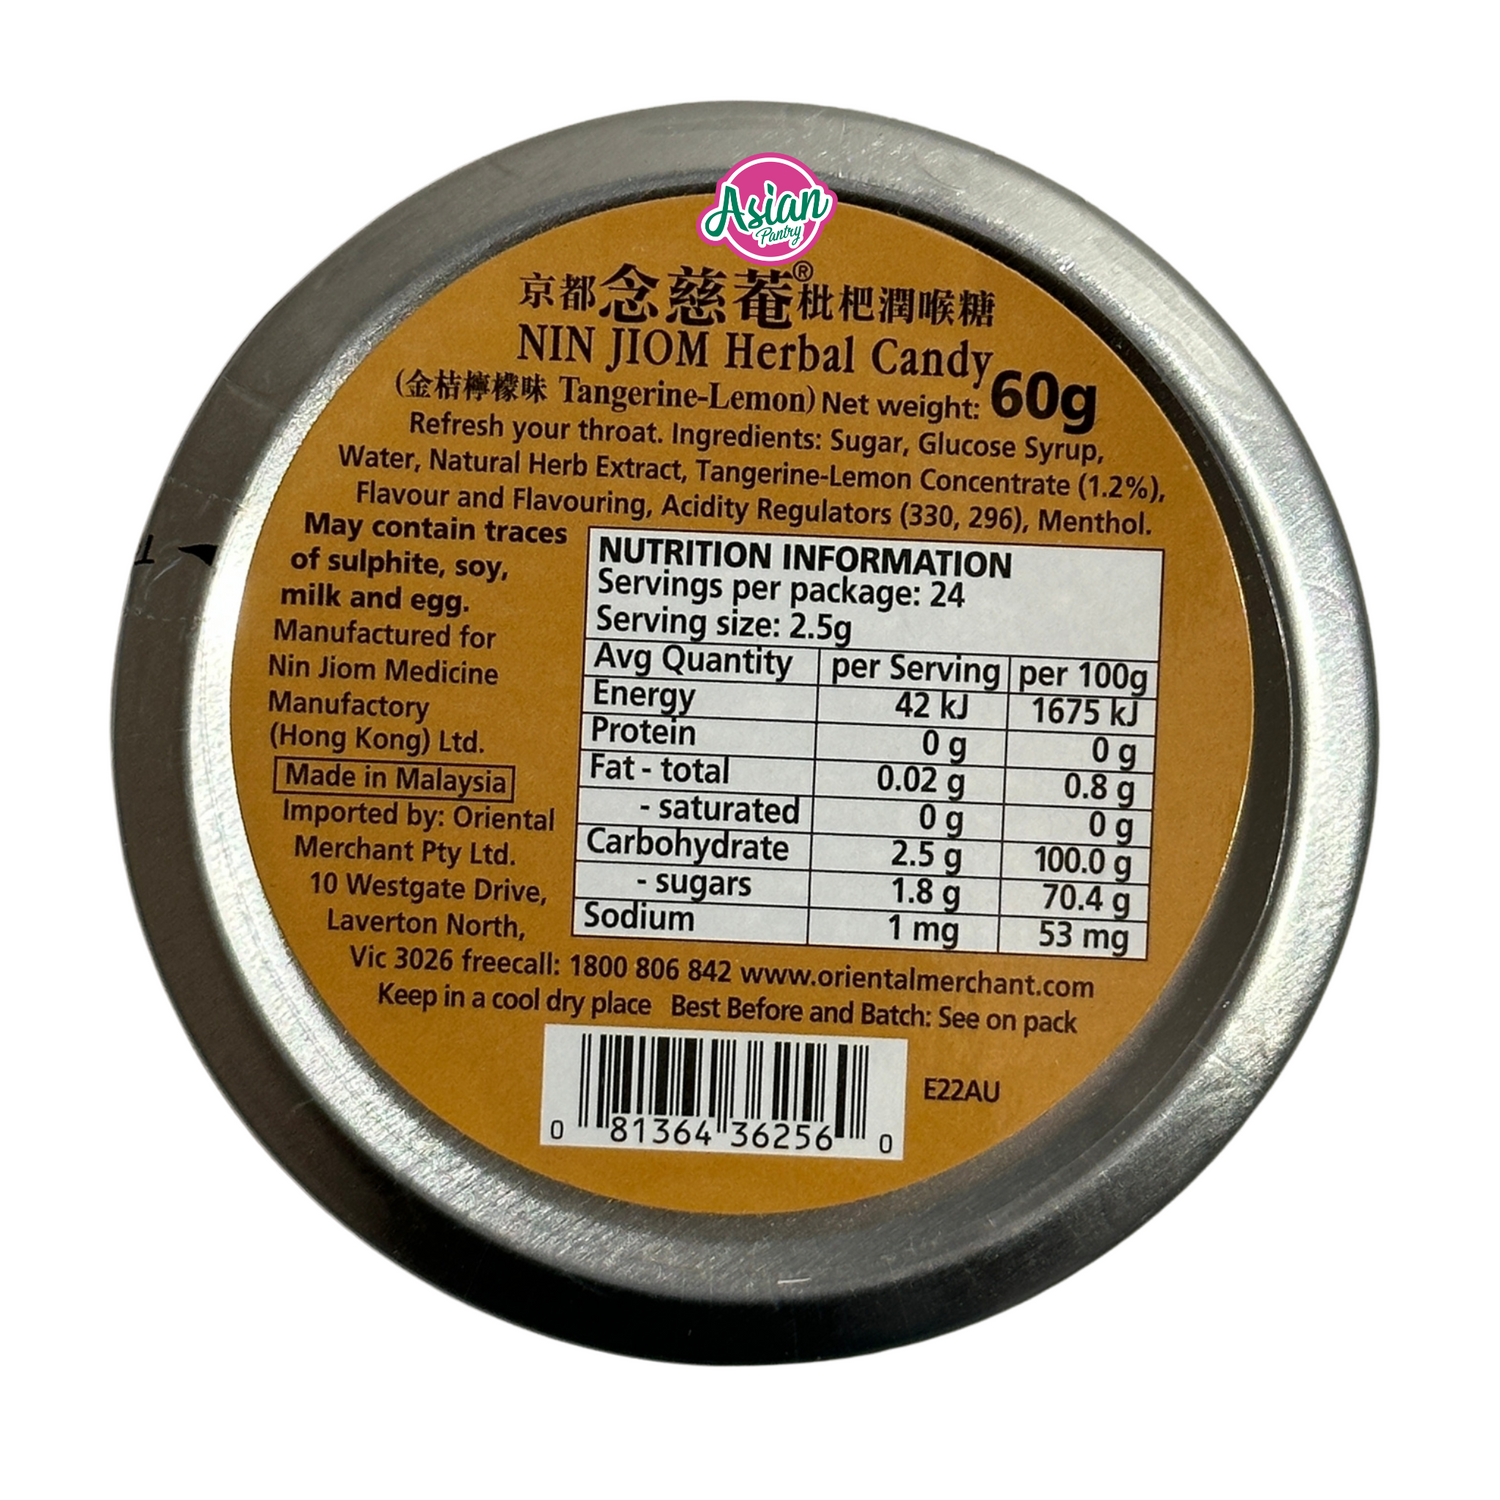 Asian
Pantry
京都念慈菴®枇杷潤喉糖
NIN JIOM Herbal Candy
(金桔檸檬味 Tangerine-Lemon) Net weight: 60g
Refresh your throat. Ingredients: Sugar, Glucose Syrup,
Water, Natural Herb Extract, Tangerine-Lemon Concentrate (1.2%),
Flavour and Flavouring, Acidity Regulators (330, 296), Menthol.
May contain traces
of sulphite, soy,
milk and egg.
Manufactured for
Nin Jiom Medicine
Manufactory
(Hong Kong) Ltd.
Made in Malaysia
Imported by: Oriental
Merchant Pty Ltd.
10 Westgate Drive,
Laverton North,
Vic 3026 freecall: 1800 806 842 www.orientalmerchant.com
Keep in a cool dry place Best Before and Batch: See on pack
NUTRITION INFORMATION
Servings per package: 24
Serving size: 2.5g
Avg Quantity per Serving per 100g
Energy 42 kJ 1675 kJ
Protein 0 g 0 g
Fat - total 0.02 g 0.8 g
- saturated 0 g 0 g
Carbohydrate 2.5 g 100.0 g
- sugars 1.8 g 70.4 g
Sodium 1 mg 53 mg
0 81364 36256 0
E22AU